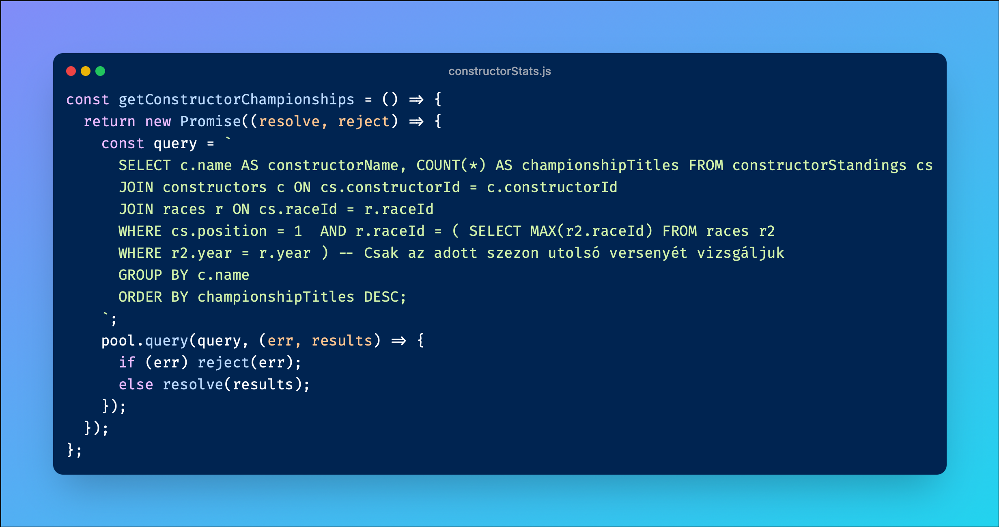 constructorStats.js
const getConstructorChampionships = () => {
  return new Promise((resolve, reject) => {
    const query = `
      SELECT c.name AS constructorName, COUNT(*) AS championshipTitles FROM constructorStandings cs
      JOIN constructors c ON cs.constructorId = c.constructorId
      JOIN races r ON cs.raceId = r.raceId
      WHERE cs.position = 1  AND r.raceId = ( SELECT MAX(r2.raceId) FROM races r2
      WHERE r2.year = r.year ) -- Csak az adott szezon utolsó versenyét vizsgáljuk
      GROUP BY c.name
      ORDER BY championshipTitles DESC;
    `;
    pool.query(query, (err, results) => {
      if (err) reject(err);
      else resolve(results);
    });
  });
};